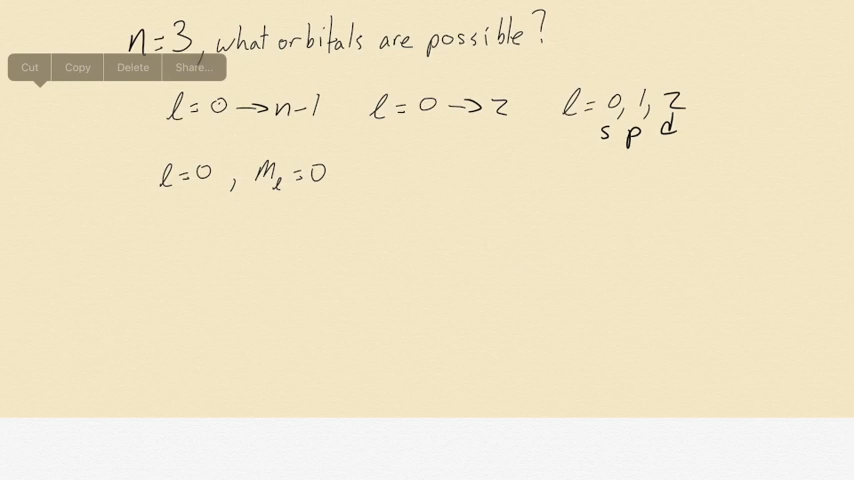 n=3, what orbitals are possible?
Cut Copy Delete Share...
l=0→n-1 l=0→2 l=0,1,2
s p d
l=0, ml=0